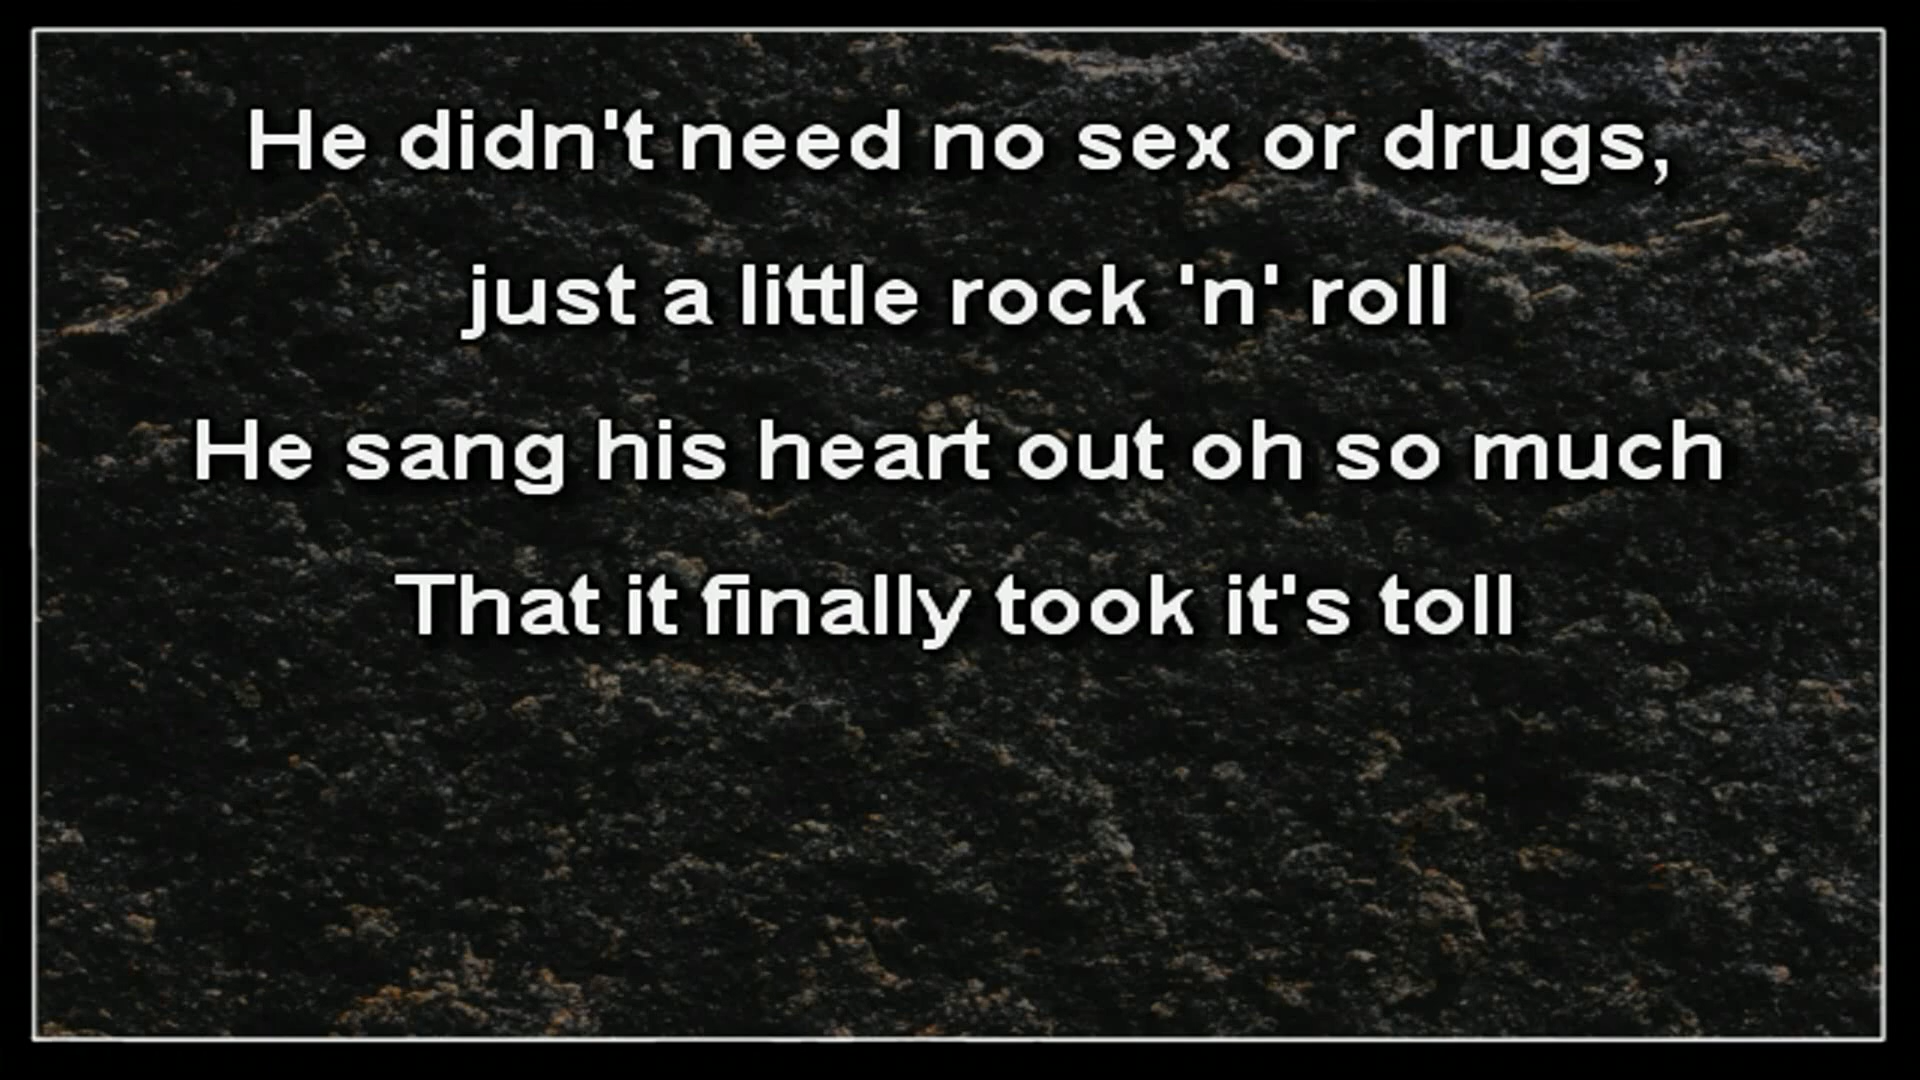 He didn't need no sex or drugs,
just a little rock 'n' roll
He sang his heart out oh so much
That it finally took it's toll